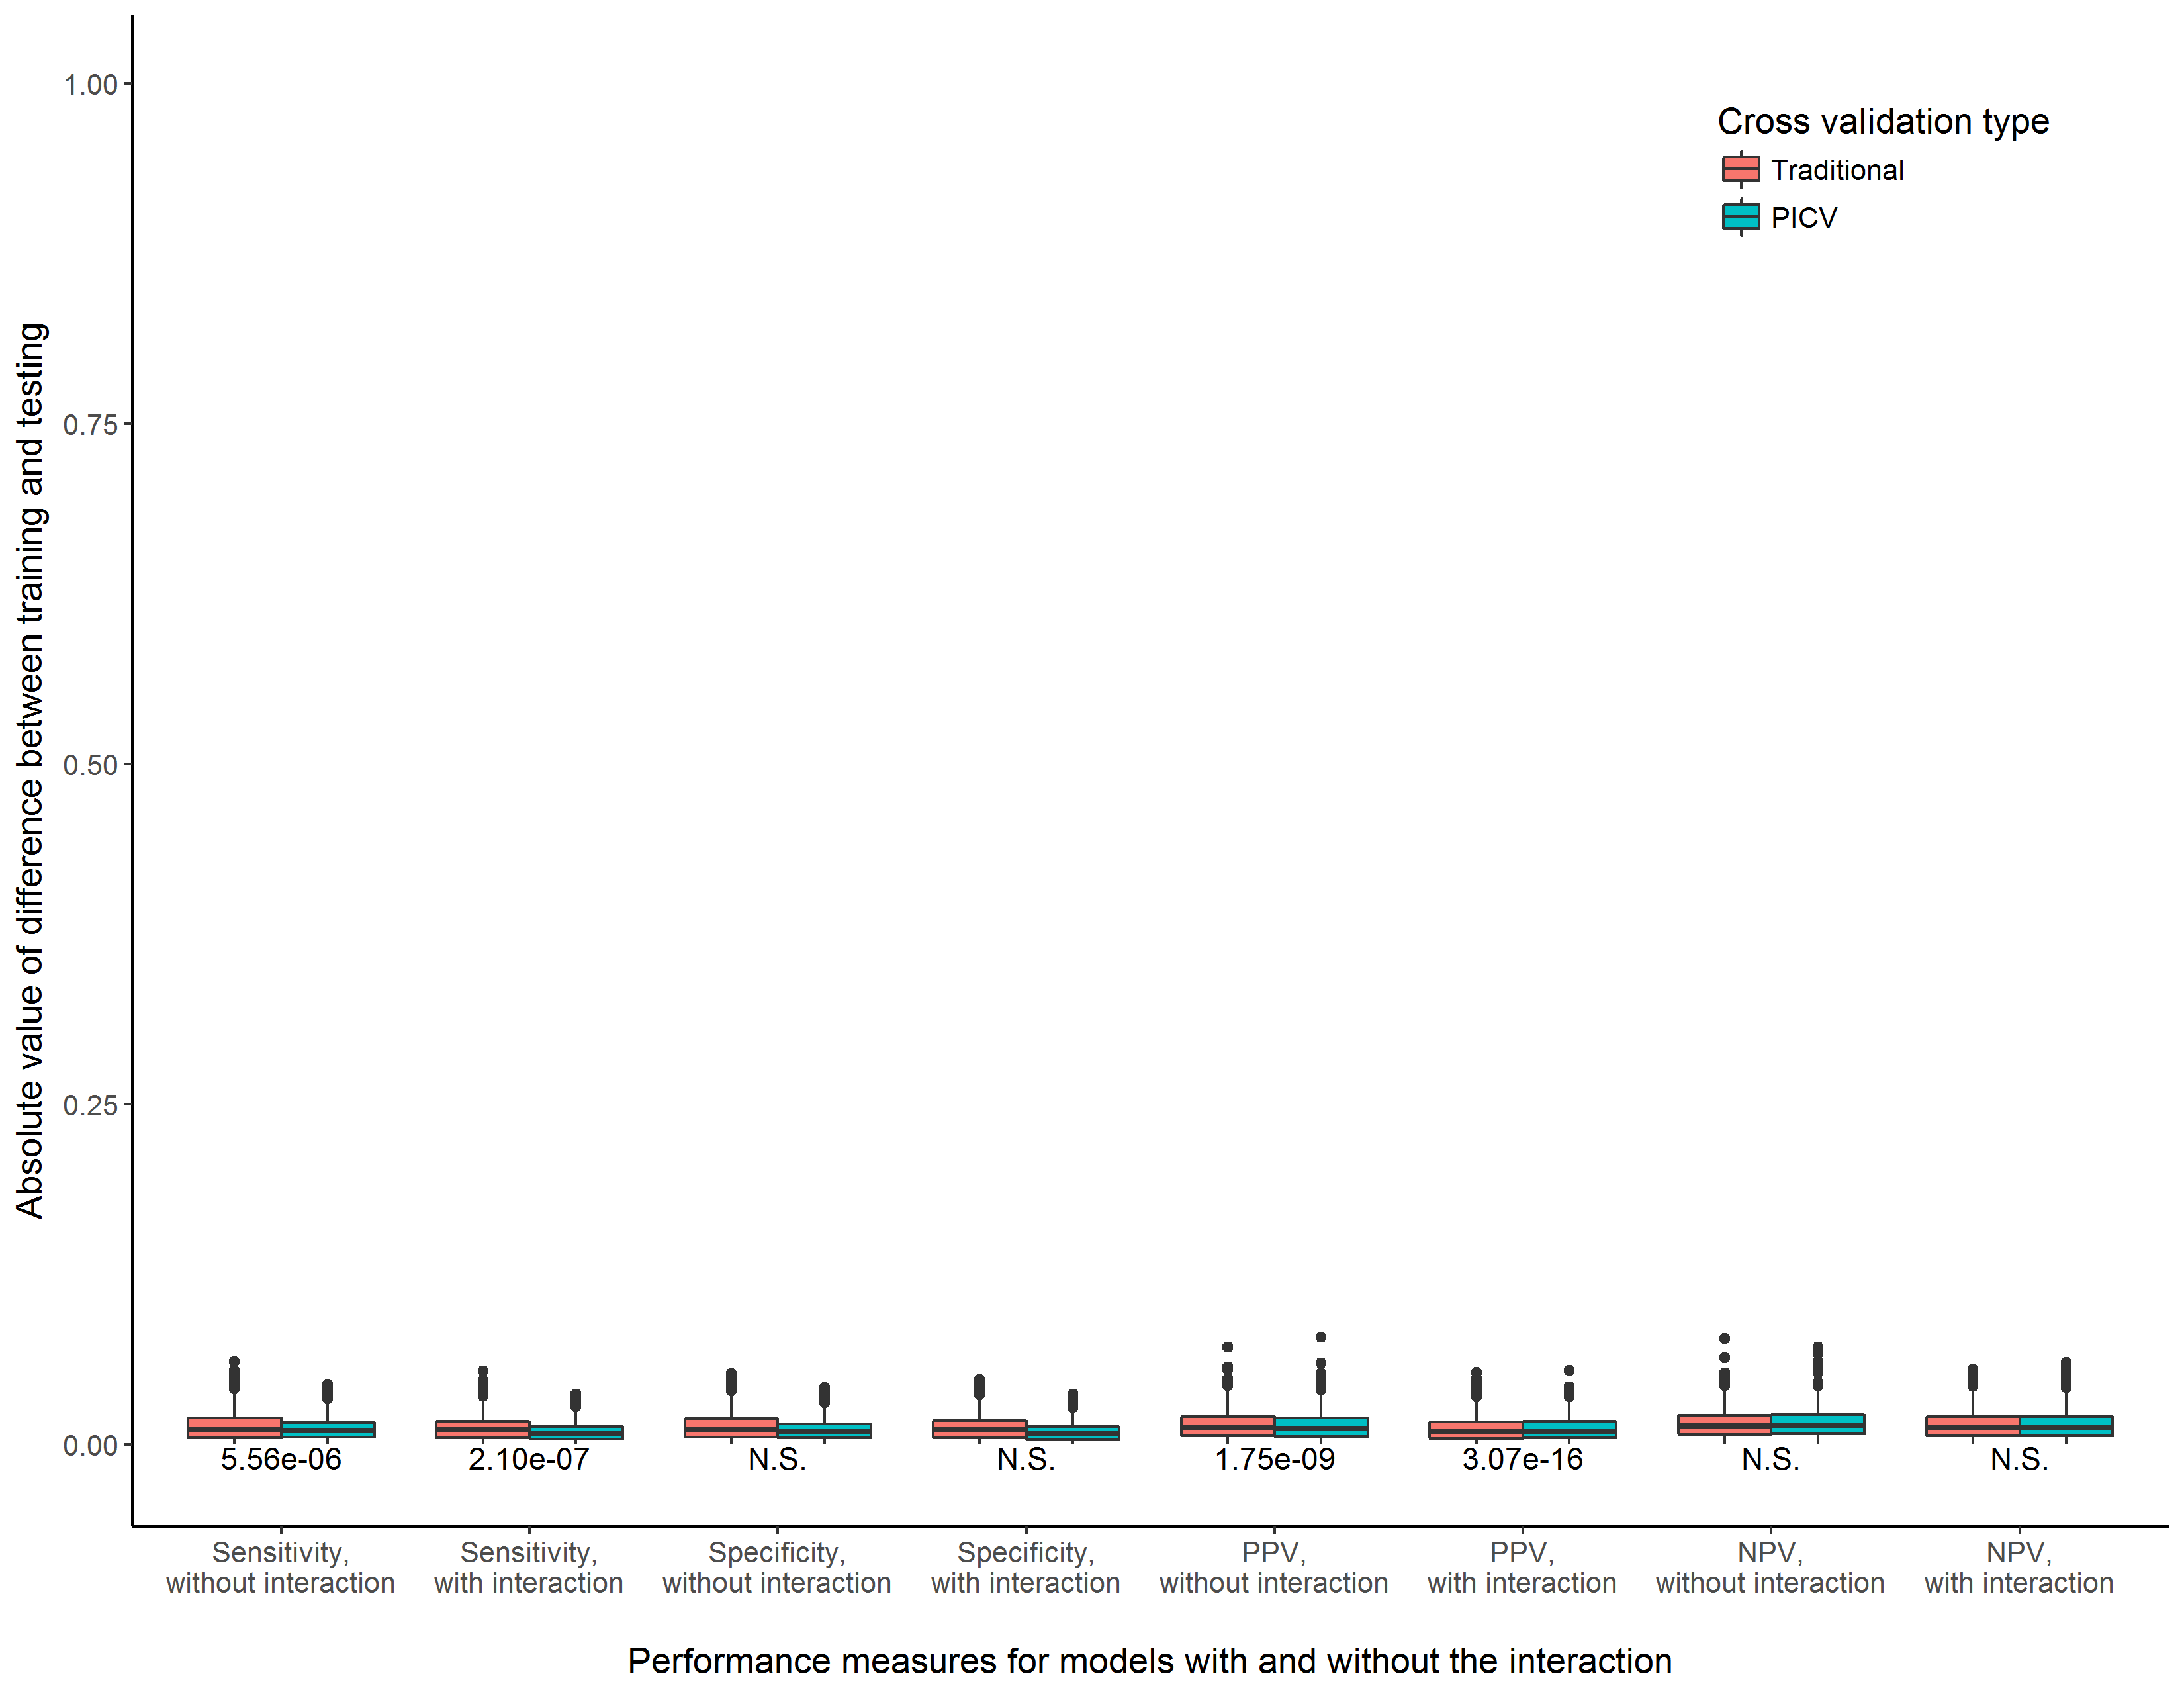 Cross validation type
Traditional
PICV
Absolute value of difference between training and testing
1.00
0.75
0.50
0.25
0.00
5.56e-06
2.10e-07
N.S.
N.S.
1.75e-09
3.07e-16
N.S.
N.S.
Sensitivity,
without interaction
Sensitivity,
with interaction
Specificity,
without interaction
Specificity,
with interaction
PPV,
without interaction
PPV,
with interaction
NPV,
without interaction
NPV,
with interaction
Performance measures for models with and without the interaction